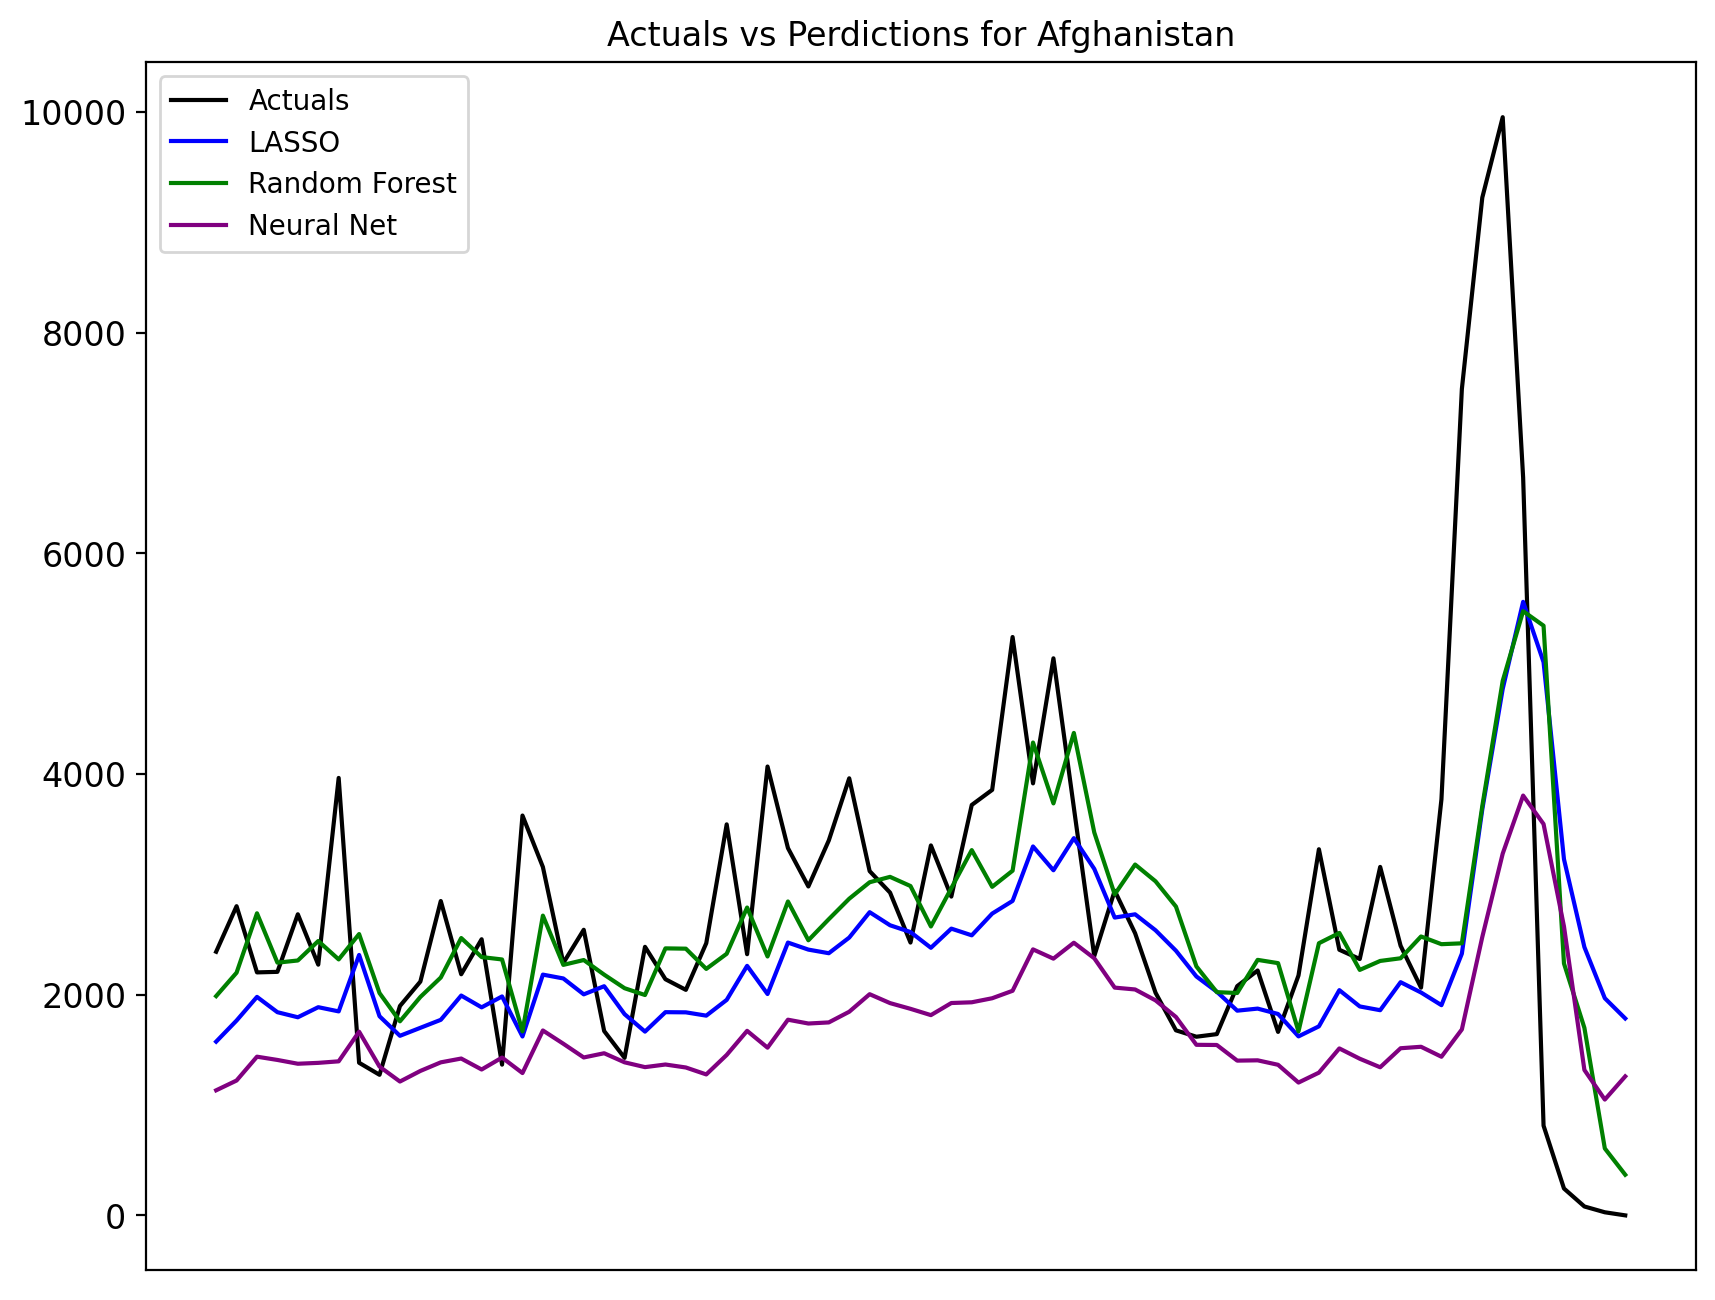 Actuals vs Perdictions for Afghanistan
Actuals
LASSO
Random Forest
Neural Net
10000
8000
6000
4000
2000
0